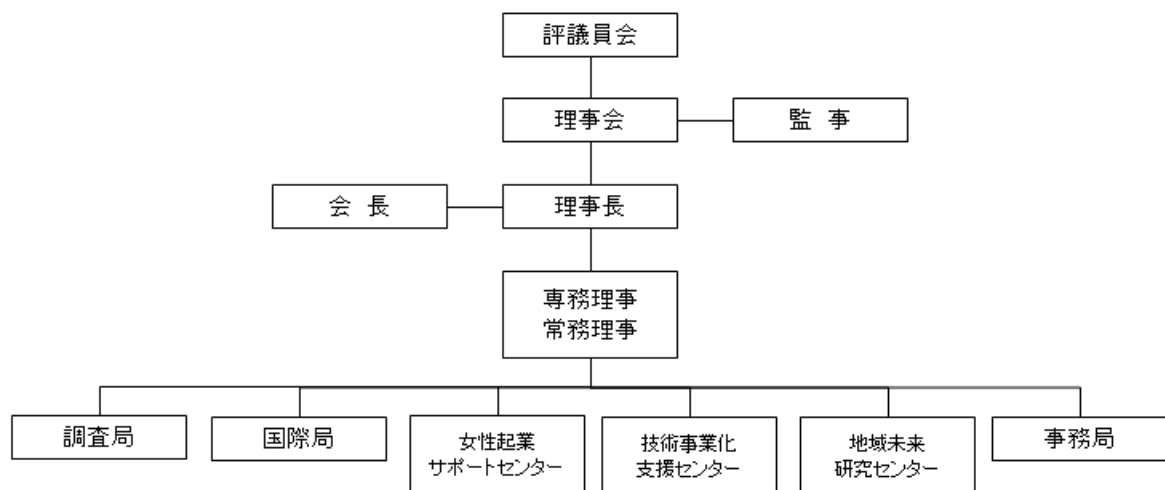 評議員会
理事会
監 事
会 長
理事長
専務理事
常務理事
調査局
国際局
女性起業
サポートセンター
技術事業化
支援センター
地域未来
研究センター
事務局